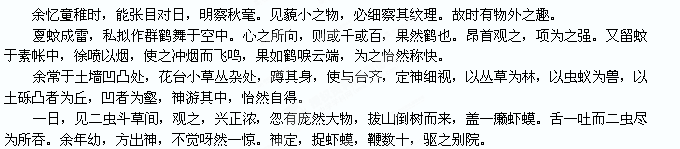 余忆童稚时，能张目对日，明察秋毫。见藐小之物，必细察其纹理。故时有物外之趣。
夏蚊成雷，私拟作群鹤舞于空中。心之所向，则或千或百，果然鹤也。昂首观之，项为之强。又留蚊
于素帐中，徐喷以烟，使之冲烟而飞鸣，果如鹤唳云端，为之怡然称快。
余常于土墙凹凸处，花台小草丛杂处，蹲其身，使与台齐，定神细视，以丛草为林，以虫蚁为兽，以
土砾凸者为丘，凹者为壑，神游其中，怡然自得。
一日，见二虫斗草间，观之，兴正浓，忽有庞然大物，拔山倒树而来，盖一癞虾蟆。舌一吐而二虫尽
为所吞。余年幼，方出神，不觉呀然一惊。神定，捉虾蟆，鞭数十，驱之别院。